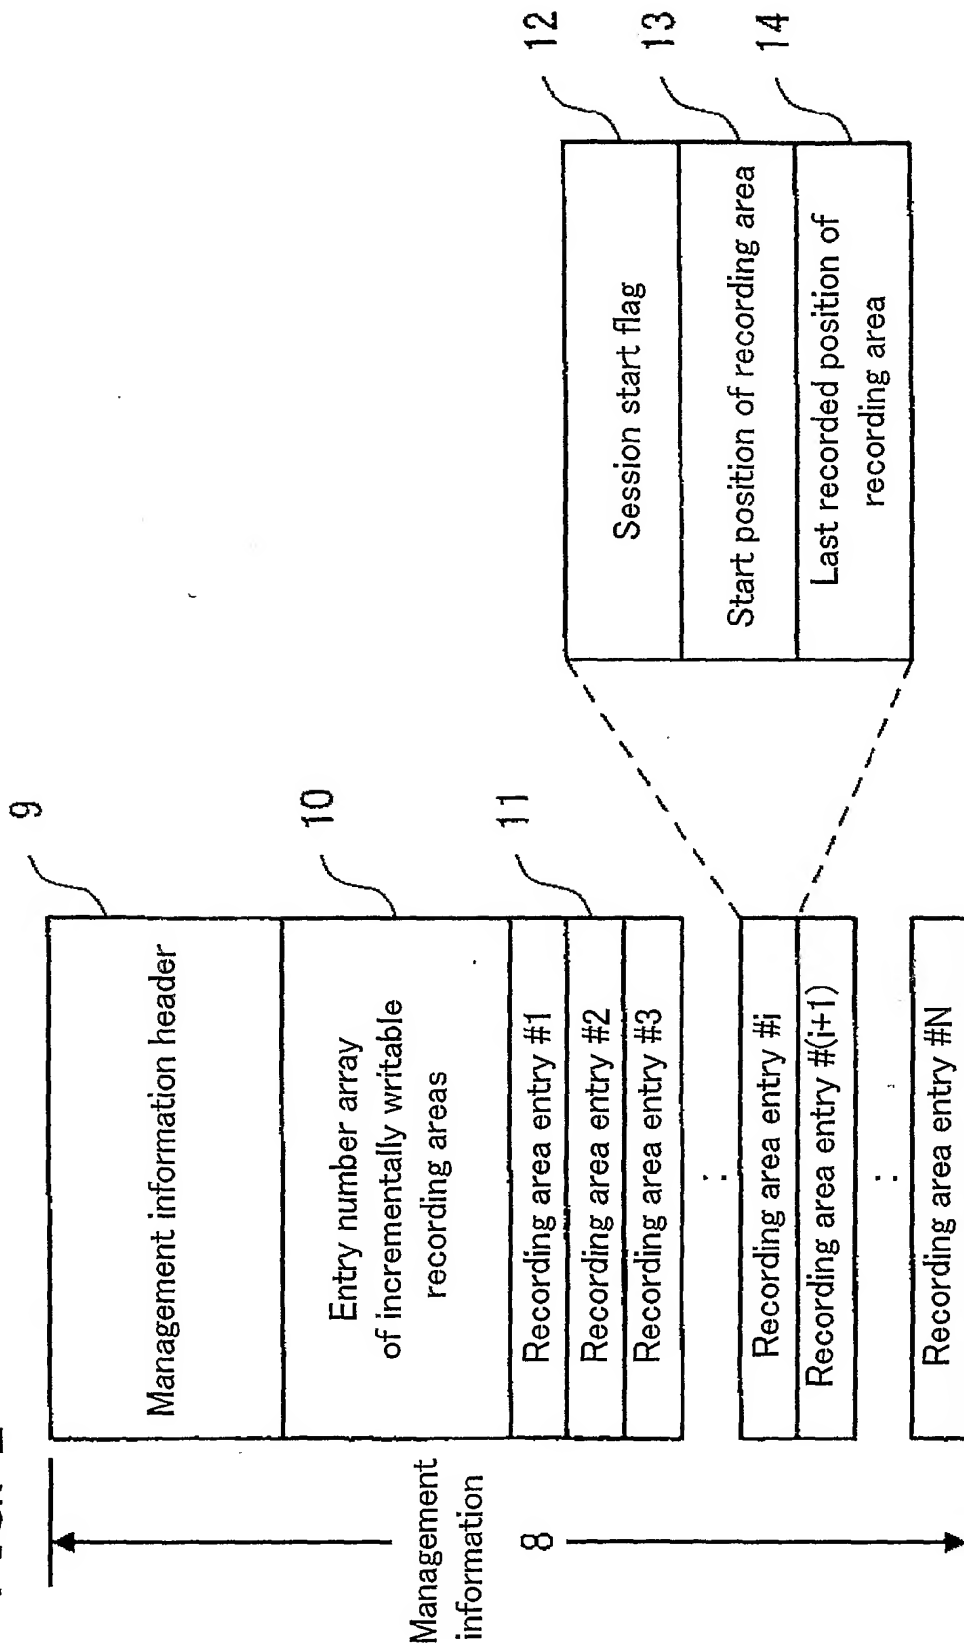 Management
information
8
9
Management information header
10
Entry number array
of incrementally writable
recording areas
11
Recording area entry #1
Recording area entry #2
Recording area entry #3
:
Recording area entry #i
Recording area entry #(i+1)
:
Recording area entry #N
12
Session start flag
13
Start position of recording area
14
Last recorded position of
recording area